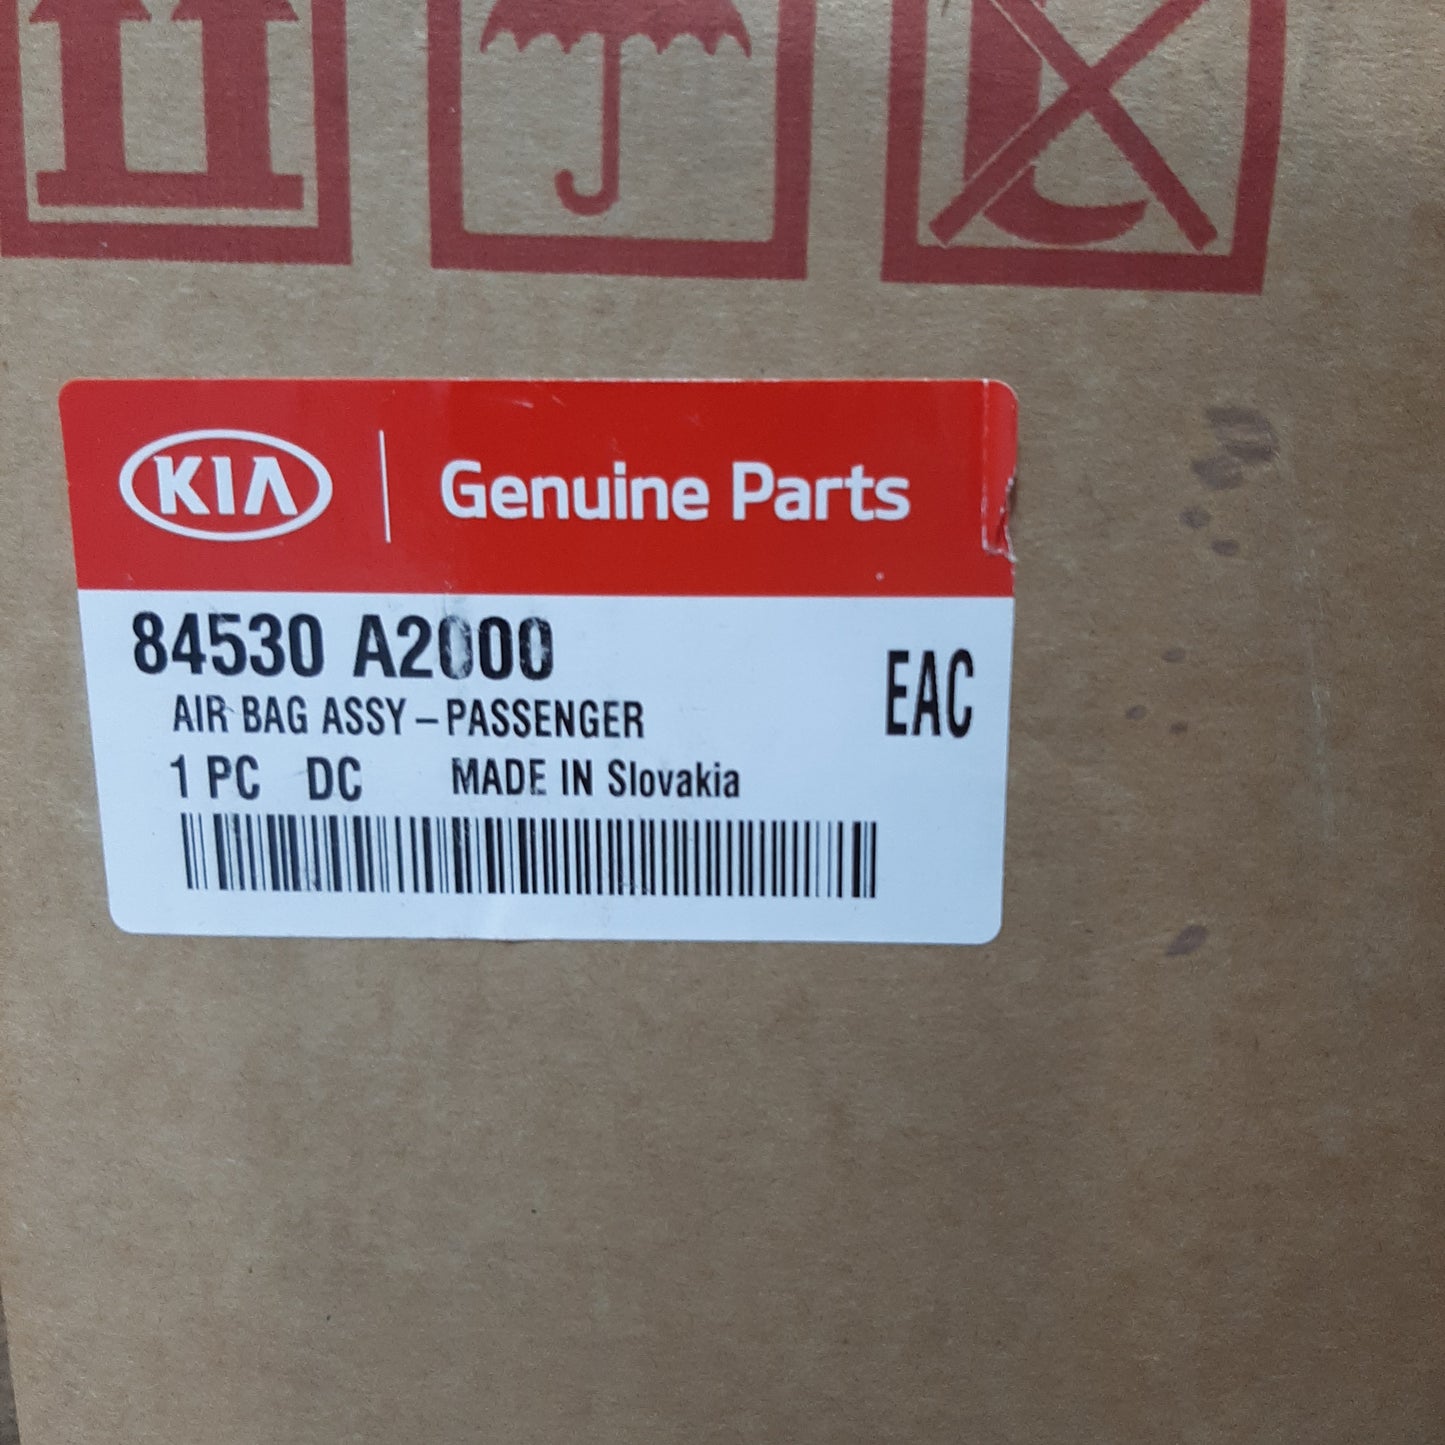 KIA Genuine Parts
84530 A2000
AIR BAG ASSY – PASSENGER
EAC
1 PC DC MADE IN Slovakia